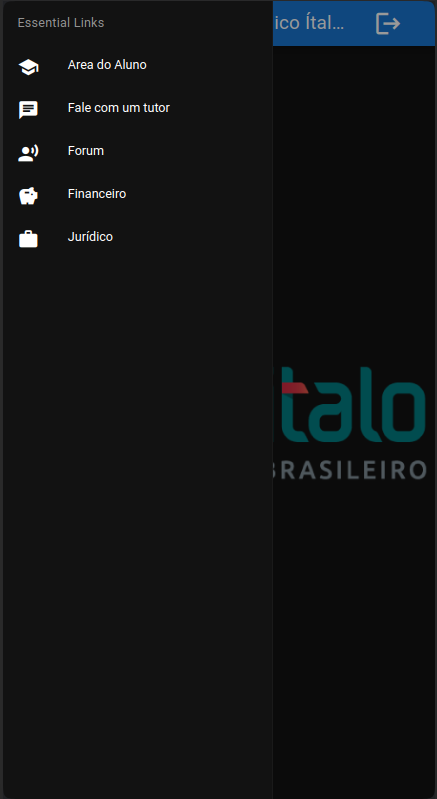 Essential Links
ico Ítal...
Area do Aluno
Fale com um tutor
Forum
Financeiro
Jurídico
talo
BRASILEIRO